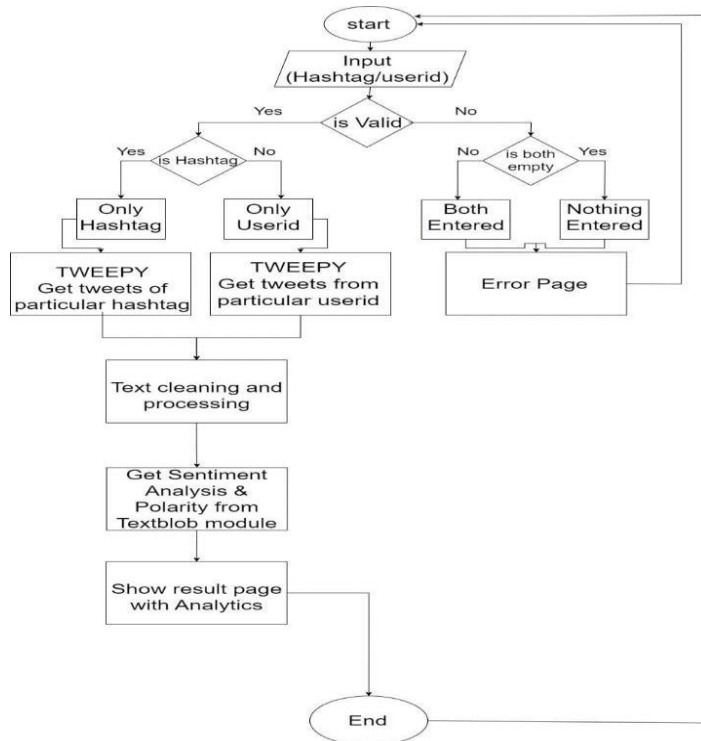 start
Input
(Hashtag/userid)
Yes
is Valid
No
Yes
is Hashtag
No
No
is both
empty
Yes
Only
Hashtag
Only
Userid
Both
Entered
Nothing
Entered
TWEEPY
Get tweets of
particular hashtag
TWEEPY
Get tweets from
particular userid
Error Page
Text cleaning and
processing
Get Sentiment
Analysis &
Polarity from
Textblob module
Show result page
with Analytics
End